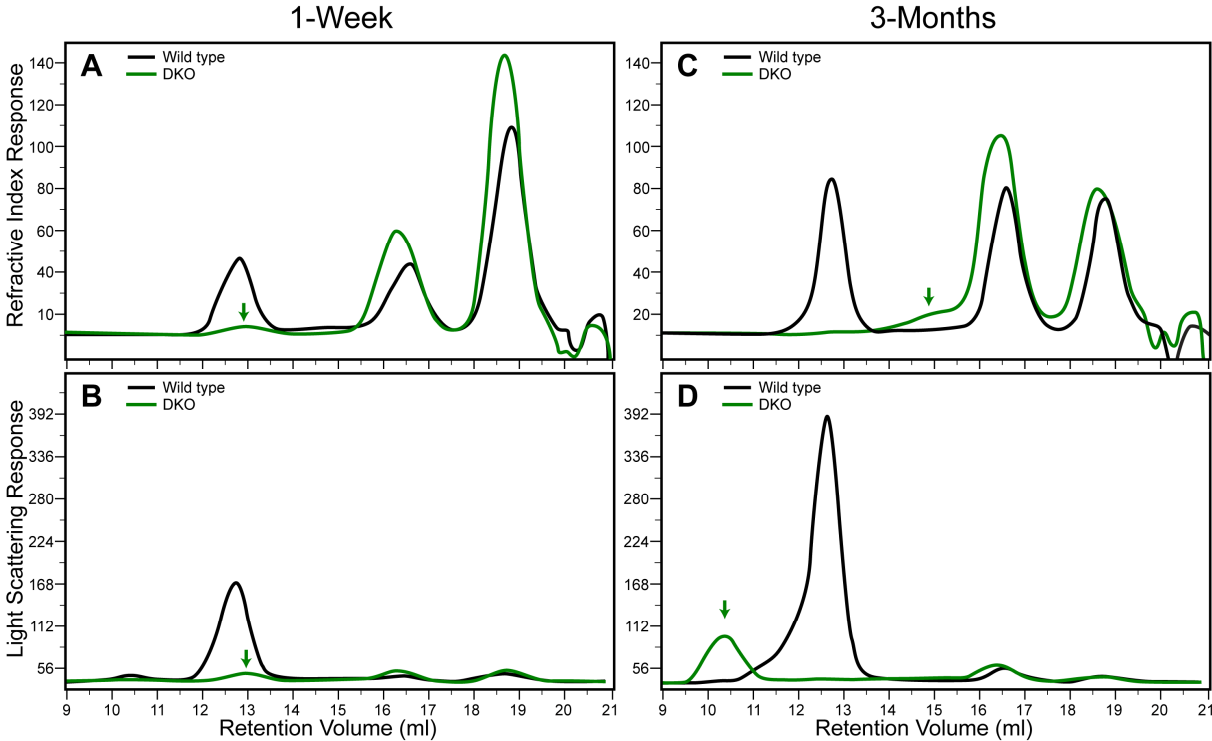 1-Week
3-Months
A
Wild type
DKO
Refractive Index Response
140
120
100
80
60
40
10
C
Wild type
DKO
140
120
100
80
60
40
20
B
Wild type
DKO
Light Scattering Response
392
336
280
224
168
112
56
D
Wild type
DKO
392
336
280
224
168
112
56
9 10 11 12 13 14 15 16 17 18 19 20 21
Retention Volume (ml)
9 10 11 12 13 14 15 16 17 18 19 20 21
Retention Volume (ml)